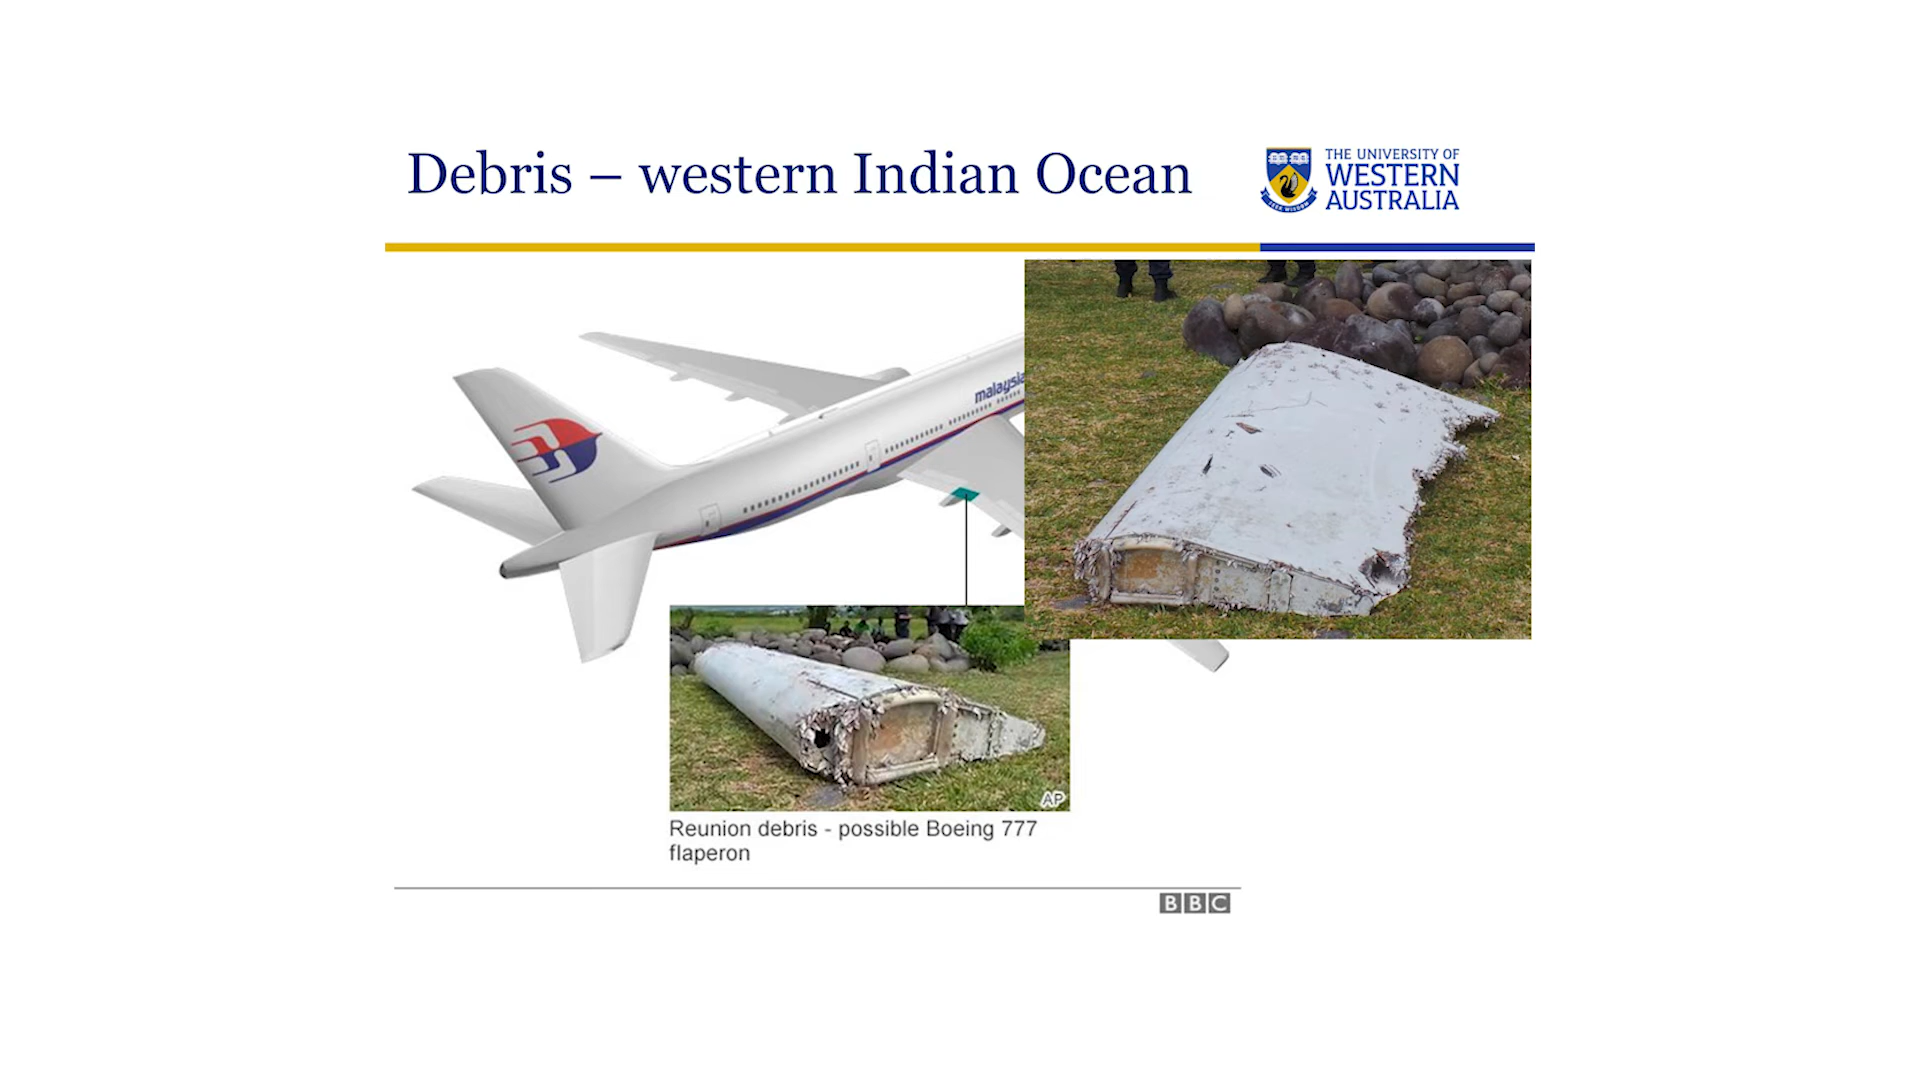 Debris – western Indian Ocean
THE UNIVERSITY OF
WESTERN
AUSTRALIA
malaysia
AP
Reunion debris - possible Boeing 777
flaperon
BBC